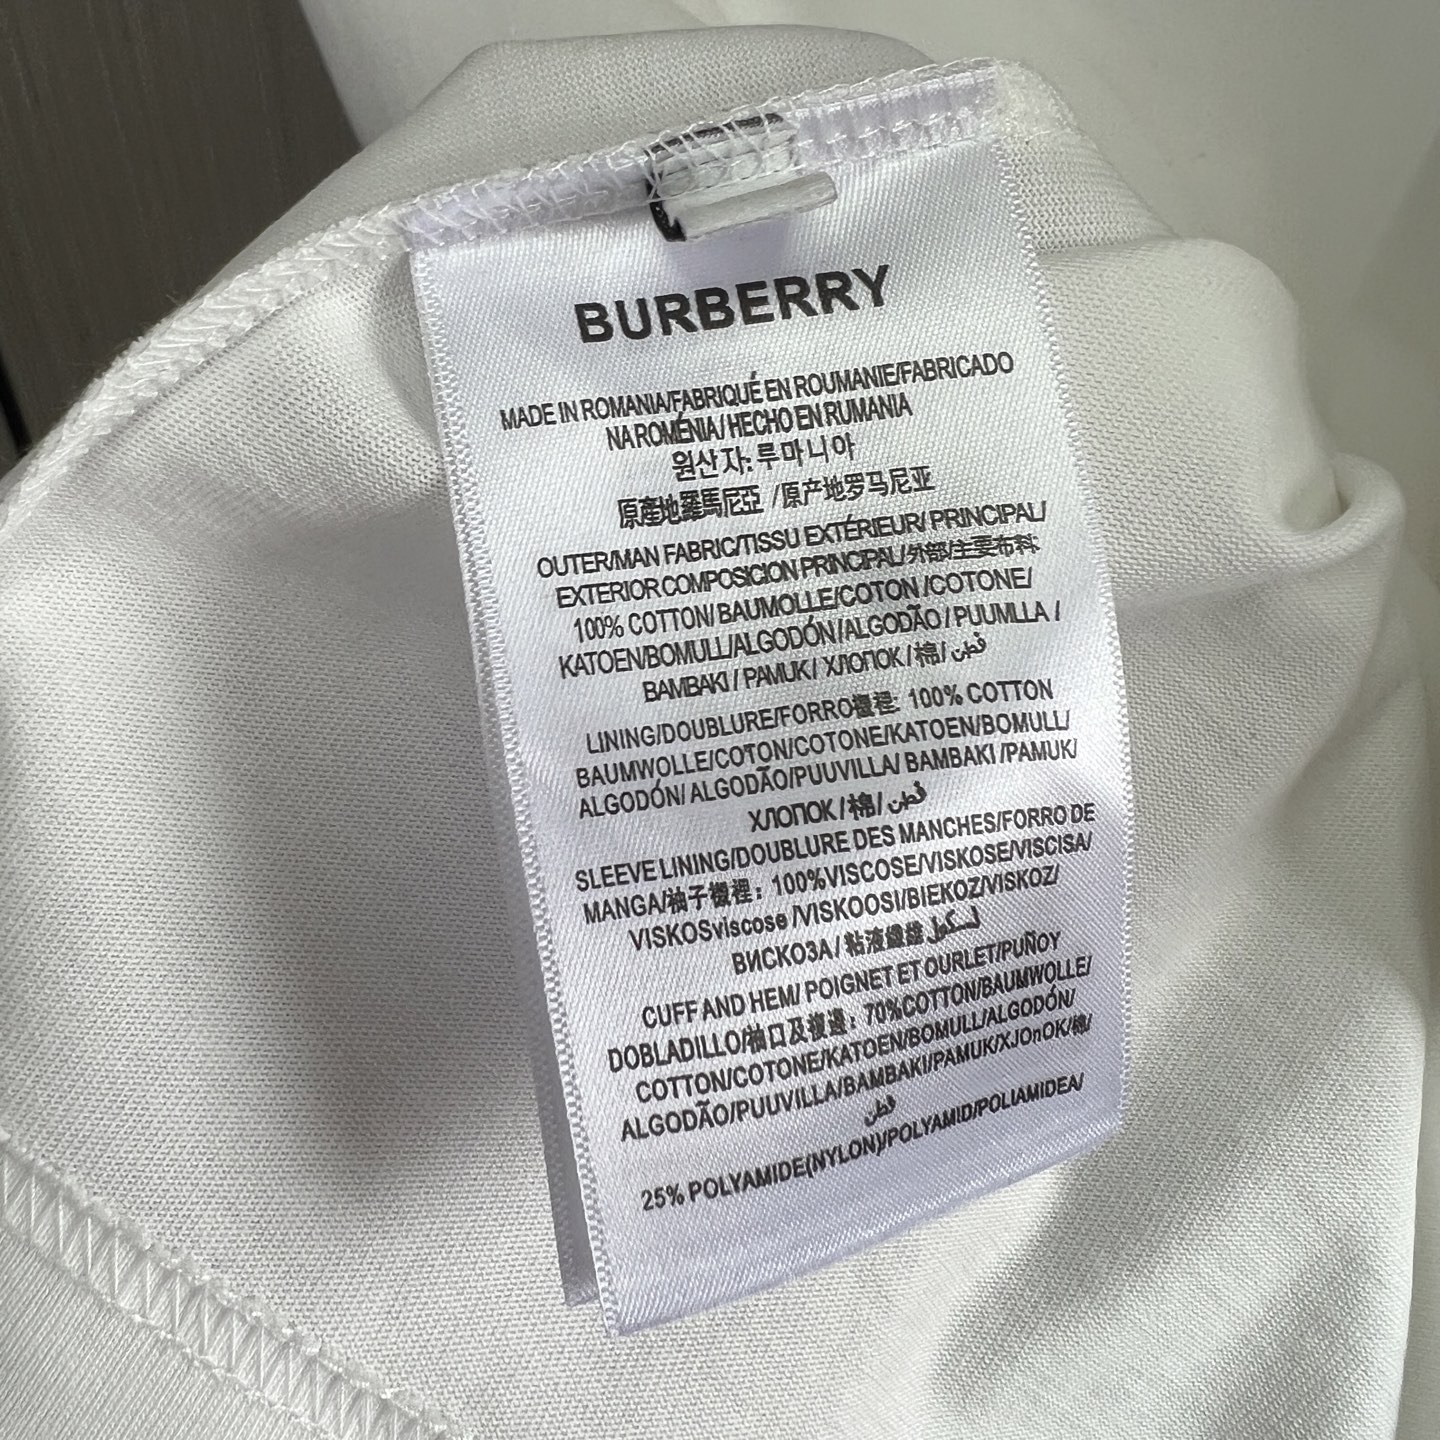 BURBERRY
MADE IN ROMANIA/FABRIQUÉ EN ROUMANIE/FABRICADO
NA ROMÉNIA/ HECHO EN RUMANIA
원산 자: 루마니아
原產地羅馬尼亞 /原产地罗马尼亚
OUTER/MAN FABRIC/TISSU EXTÉRIEUR/ PRINCIPAL/
EXTERIOR COMPOSICION PRINCIPAL/外部/主要布料:
100% COTTON/ BAUMOLLE/COTON /COTONE/
KATOEN/BOMULL/ALGODÓN/ALGODÃO / PUUMLLA /
BAMBAKI / PAMUK / ХЛОПОК / 棉/ قطن
LINING/DOUBLURE/FORRO襯裡: 100% COTTON
BAUMWOLLE/COTON/COTONE/KATOEN/BOMULL/
ALGODÓN/ ALGODÃO/PUUVILLA/ BAMBAKI /PAMUK/
ХЛОПОК / 棉/ قطن
SLEEVE LINING/DOUBLURE DES MANCHES/FORRO DE
MANGA/袖子襯裡: 100%VISCOSE/VISKOSE/VISCISA/
VISKOSviscose /VISKOOSI/BIEKOZ/VISKOZ/
ВИСКОЗА / 粘液
CUFF AND HEM/ POIGNET ET OURLET/PUÑOY
DOBLADILLO/袖口及複邊: 70%COTTON/BAUMWOLLE/
COTTON/COTONE/KATOEN/BOMULL/ALGODÓN/
ALGODÃO/PUUVILLA/BAMBAKI/PAMUK/XJOnOK/棉/
قطن
25% POLYAMIDE(NYLON)/POLYAMID/POLIAMIDEA/